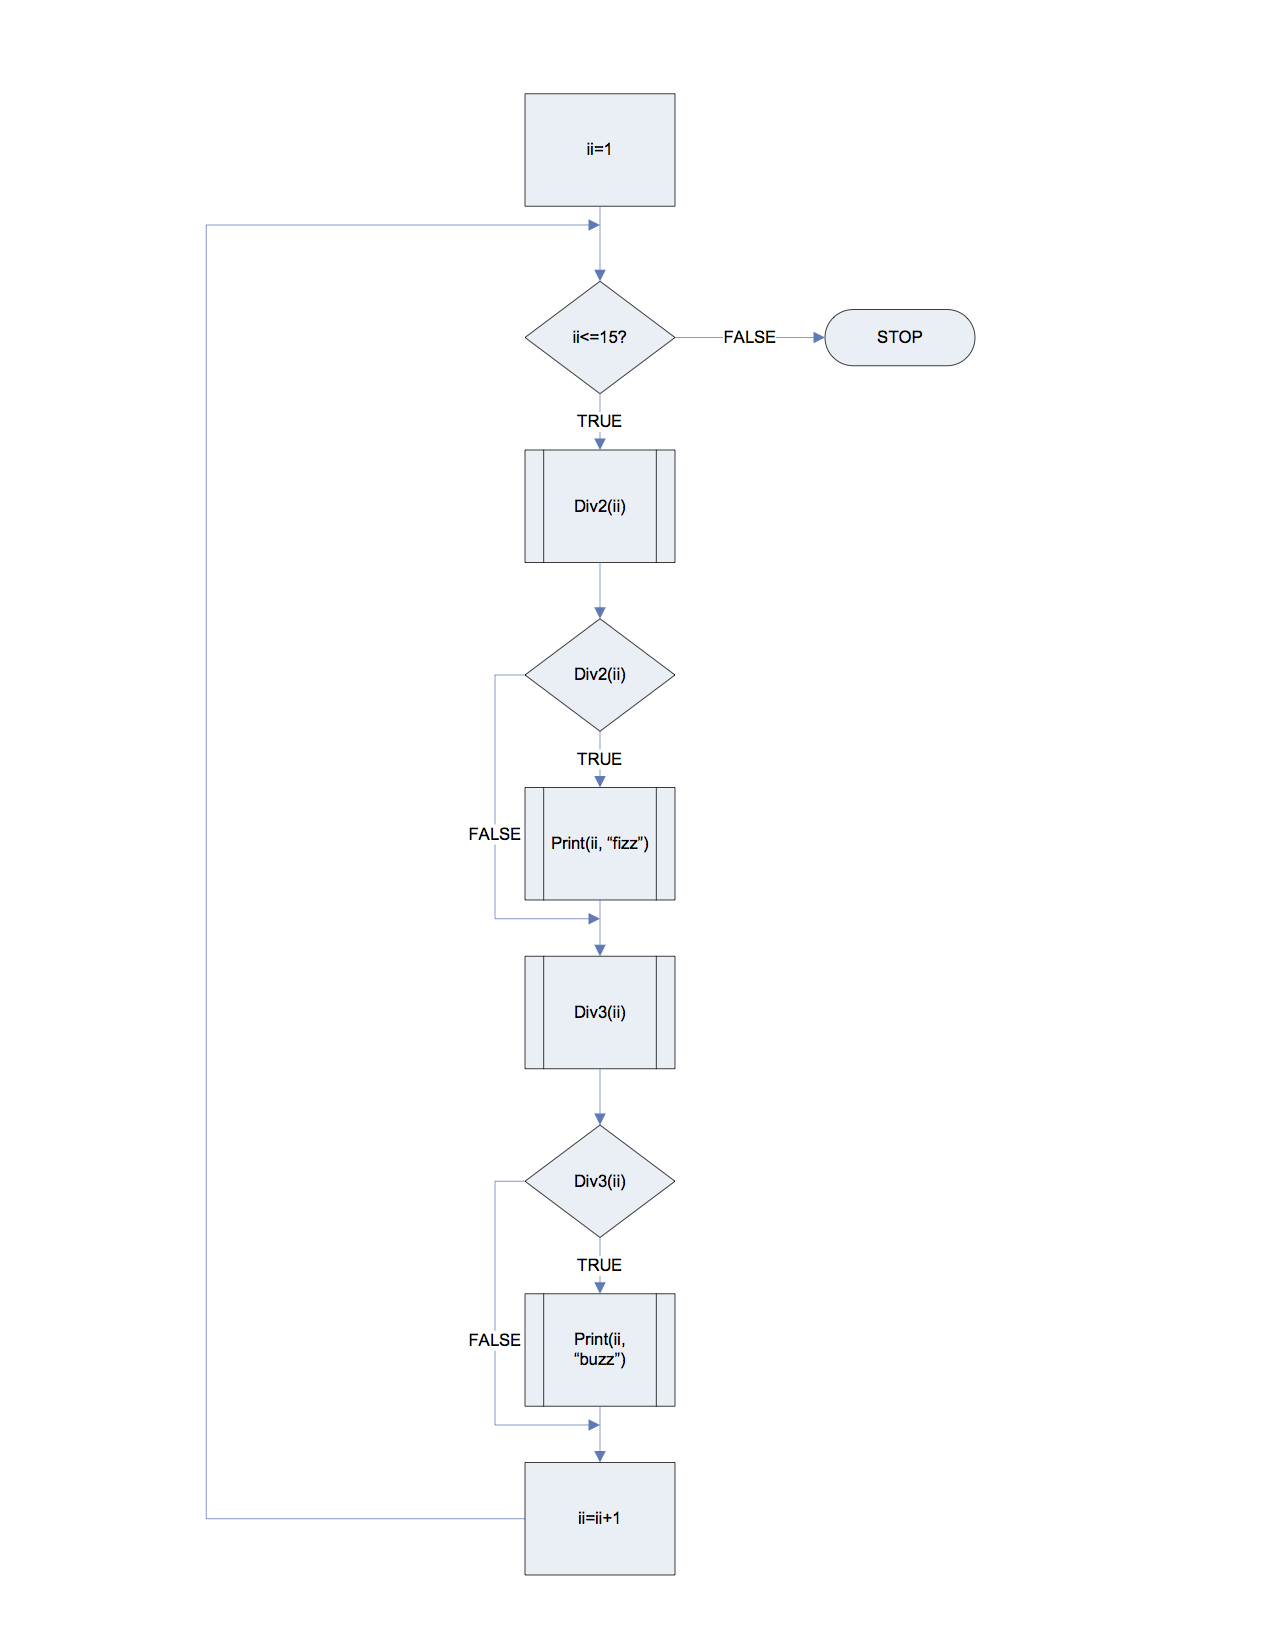 ii=1
ii<=15?
FALSE
STOP
TRUE
Div2(ii)
Div2(ii)
TRUE
FALSE
Print(ii, “fizz”)
Div3(ii)
Div3(ii)
TRUE
FALSE
Print(ii,
“buzz”)
ii=ii+1